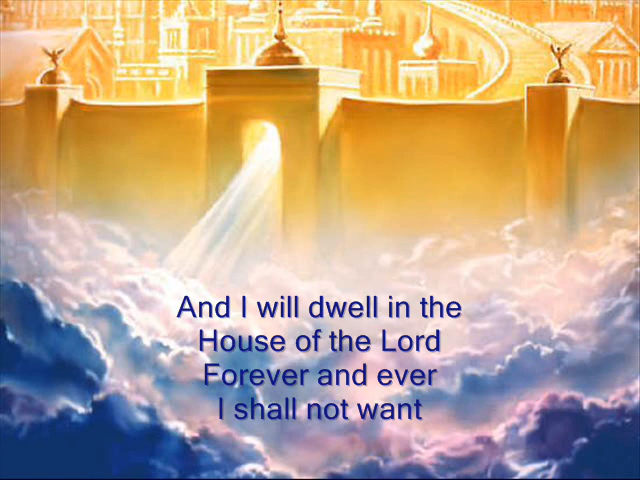 And I will dwell in the
House of the Lord
Forever and ever
I shall not want